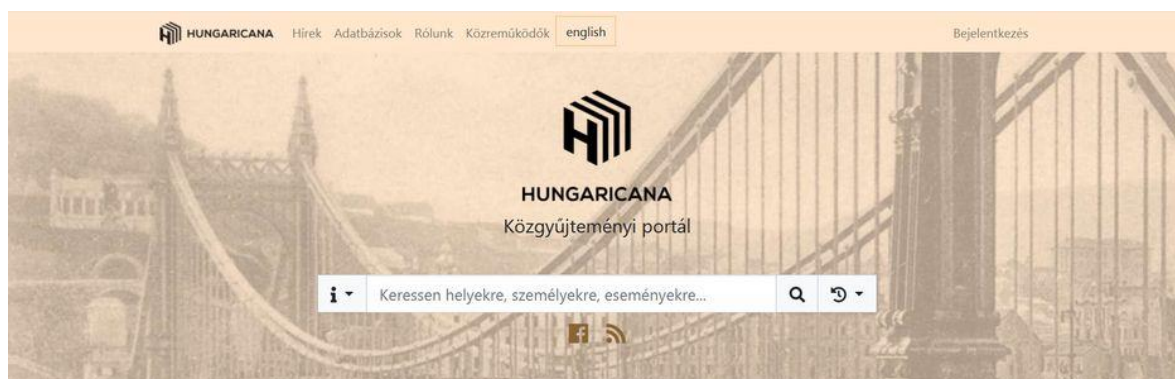 HUNGARICANA Hírek Adatbázisok Rólunk Közreműködők english Bejelentkezés
HUNGARICANA
Közgyűjteményi portál
Keressen helyekre, személyekre, eseményekre...